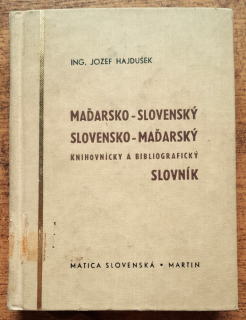 ING. JOZEF HAJDUŠEK
MAĎARSKO-SLOVENSKÝ
SLOVENSKO-MAĎARSKÝ
KNIHOVNÍCKY A BIBLIOGRAFICKÝ
SLOVNÍK
MATICA SLOVENSKÁ • MARTIN